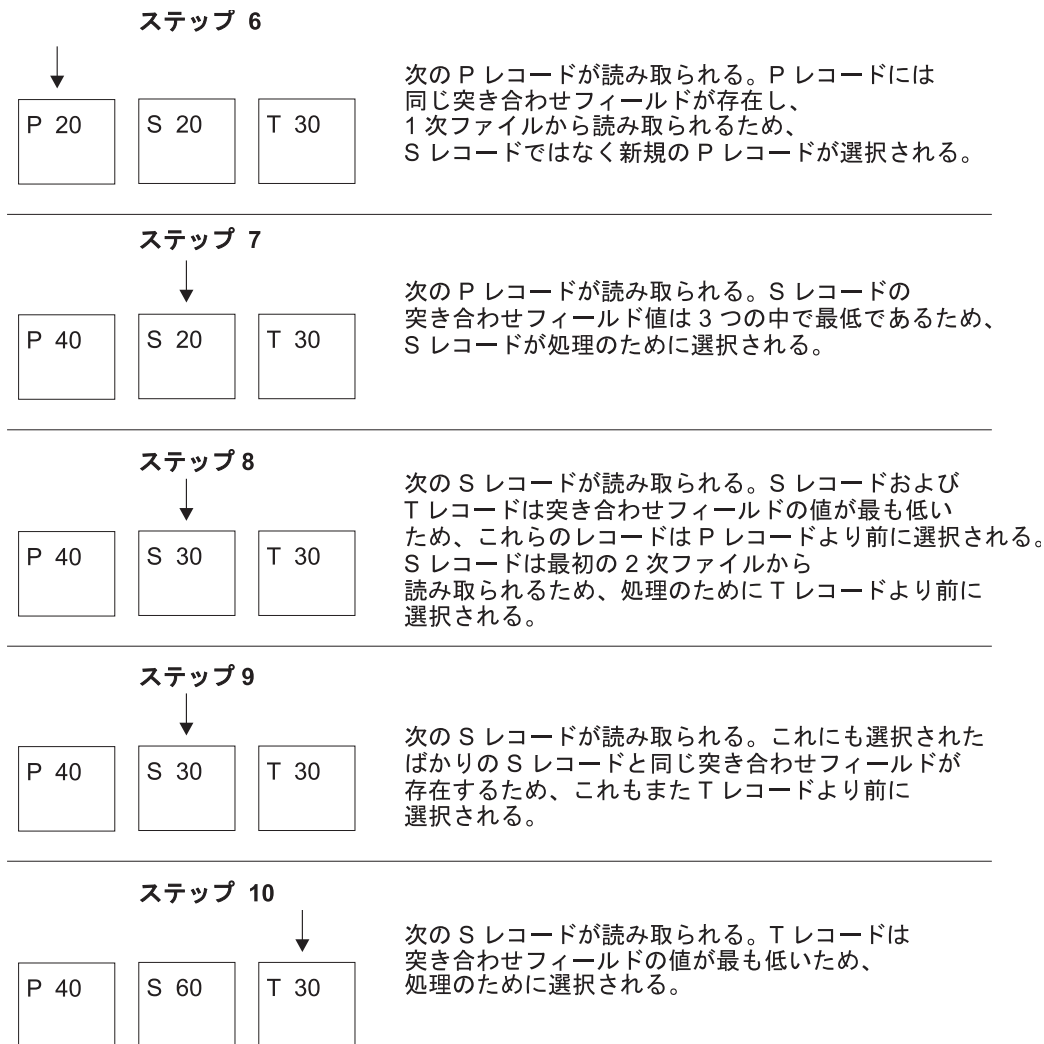 ステップ 6
次の P レコードが読み取られる。P レコードには
同じ突き合わせフィールドが存在し、
1 次ファイルから読み取られるため、
S レコードではなく新規の P レコードが選択される。
P 20 S 20 T 30
ステップ 7
次の P レコードが読み取られる。S レコードの
突き合わせフィールド値は 3 つの中で最低であるため、
S レコードが処理のために選択される。
P 40 S 20 T 30
ステップ 8
次の S レコードが読み取られる。S レコードおよび
T レコードは突き合わせフィールドの値が最も低い
ため、これらのレコードは P レコードより前に選択される。
S レコードは最初の 2 次ファイルから
読み取られるため、処理のために T レコードより前に
選択される。
P 40 S 30 T 30
ステップ 9
次の S レコードが読み取られる。これにも選択された
ばかりの S レコードと同じ突き合わせフィールドが
存在するため、これもまた T レコードより前に
選択される。
P 40 S 30 T 30
ステップ 10
次の S レコードが読み取られる。T レコードは
突き合わせフィールドの値が最も低いため、
処理のために選択される。
P 40 S 60 T 30